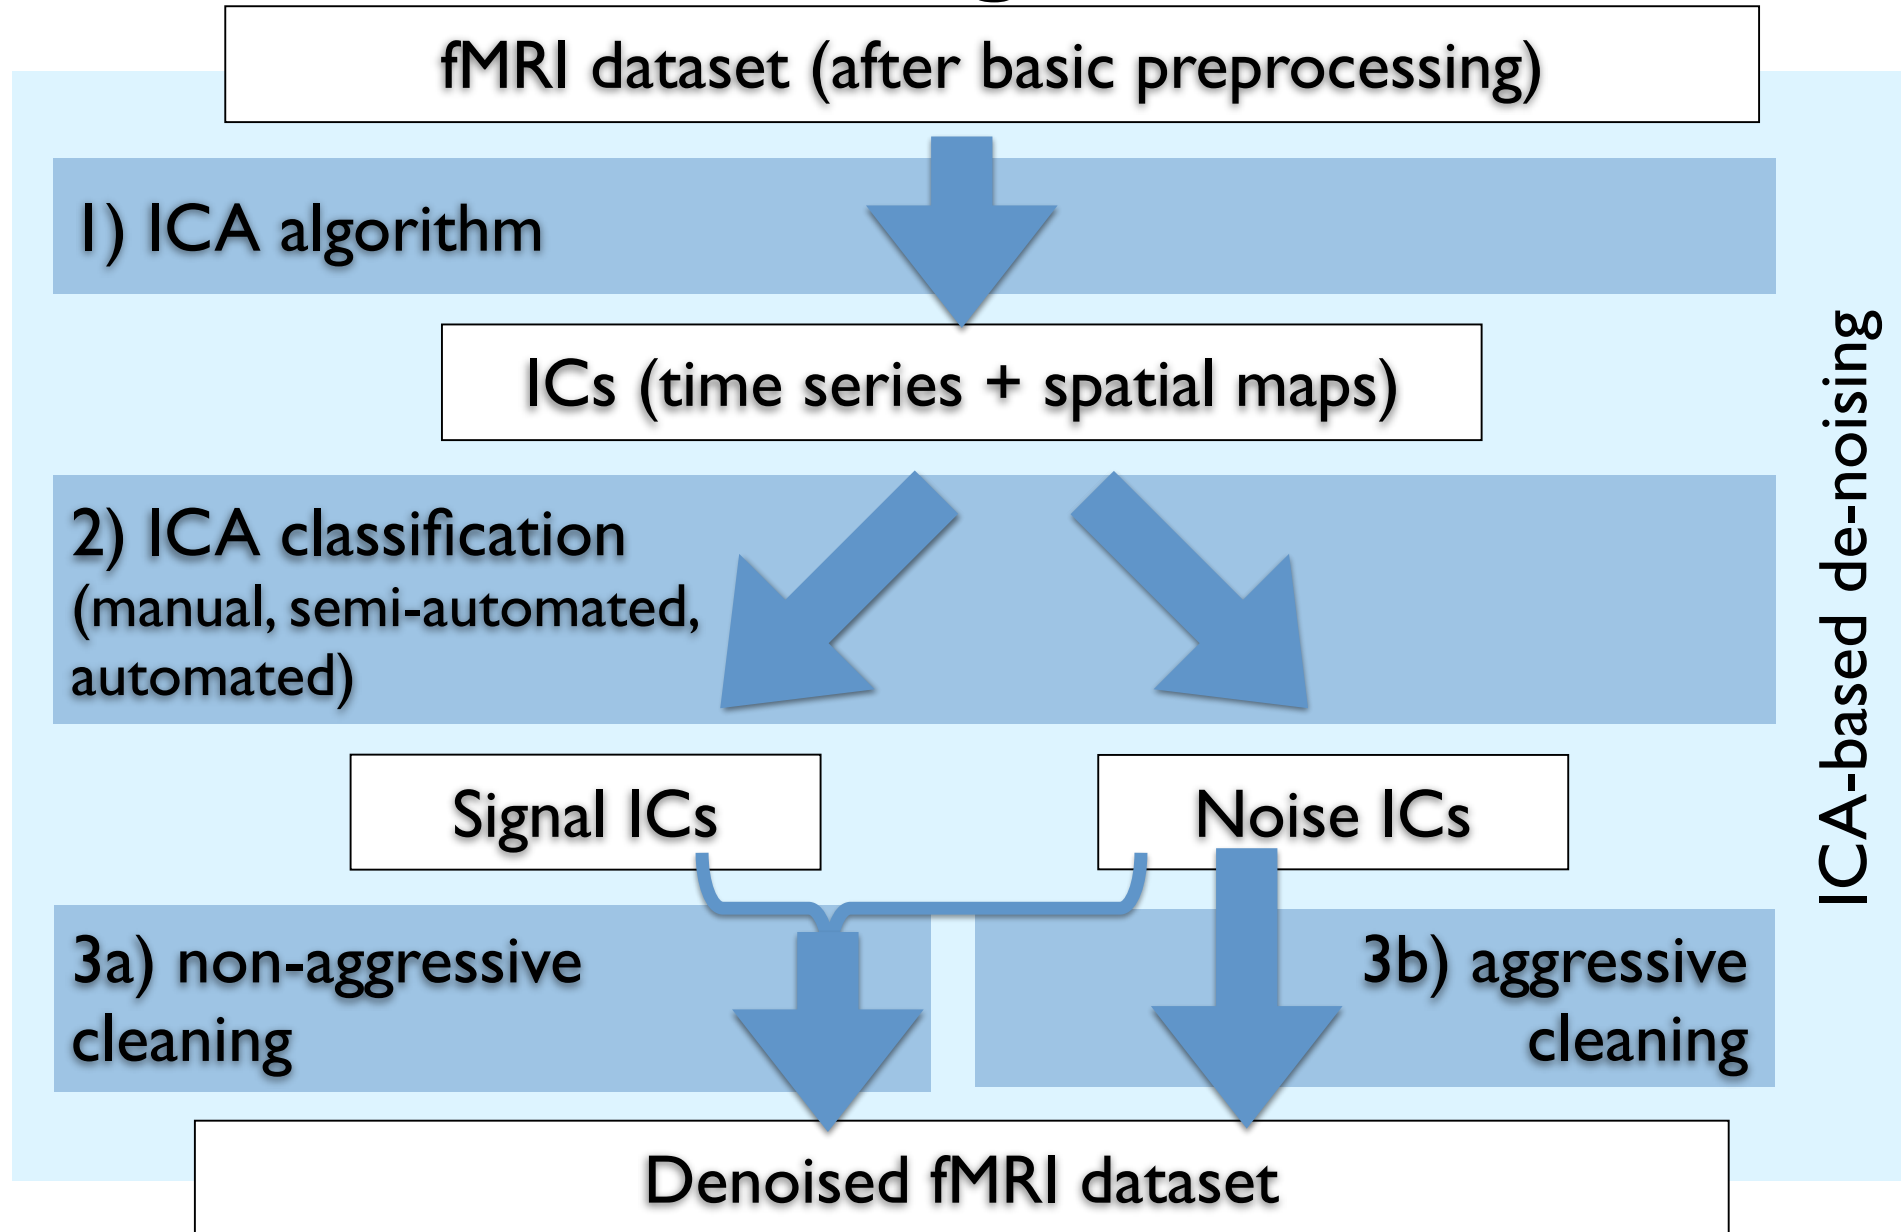 fMRI dataset (after basic preprocessing)
1) ICA algorithm
ICs (time series + spatial maps)
2) ICA classification
(manual, semi-automated,
automated)
Signal ICs
Noise ICs
3a) non-aggressive
cleaning
3b) aggressive
cleaning
Denoised fMRI dataset
ICA-based de-noising